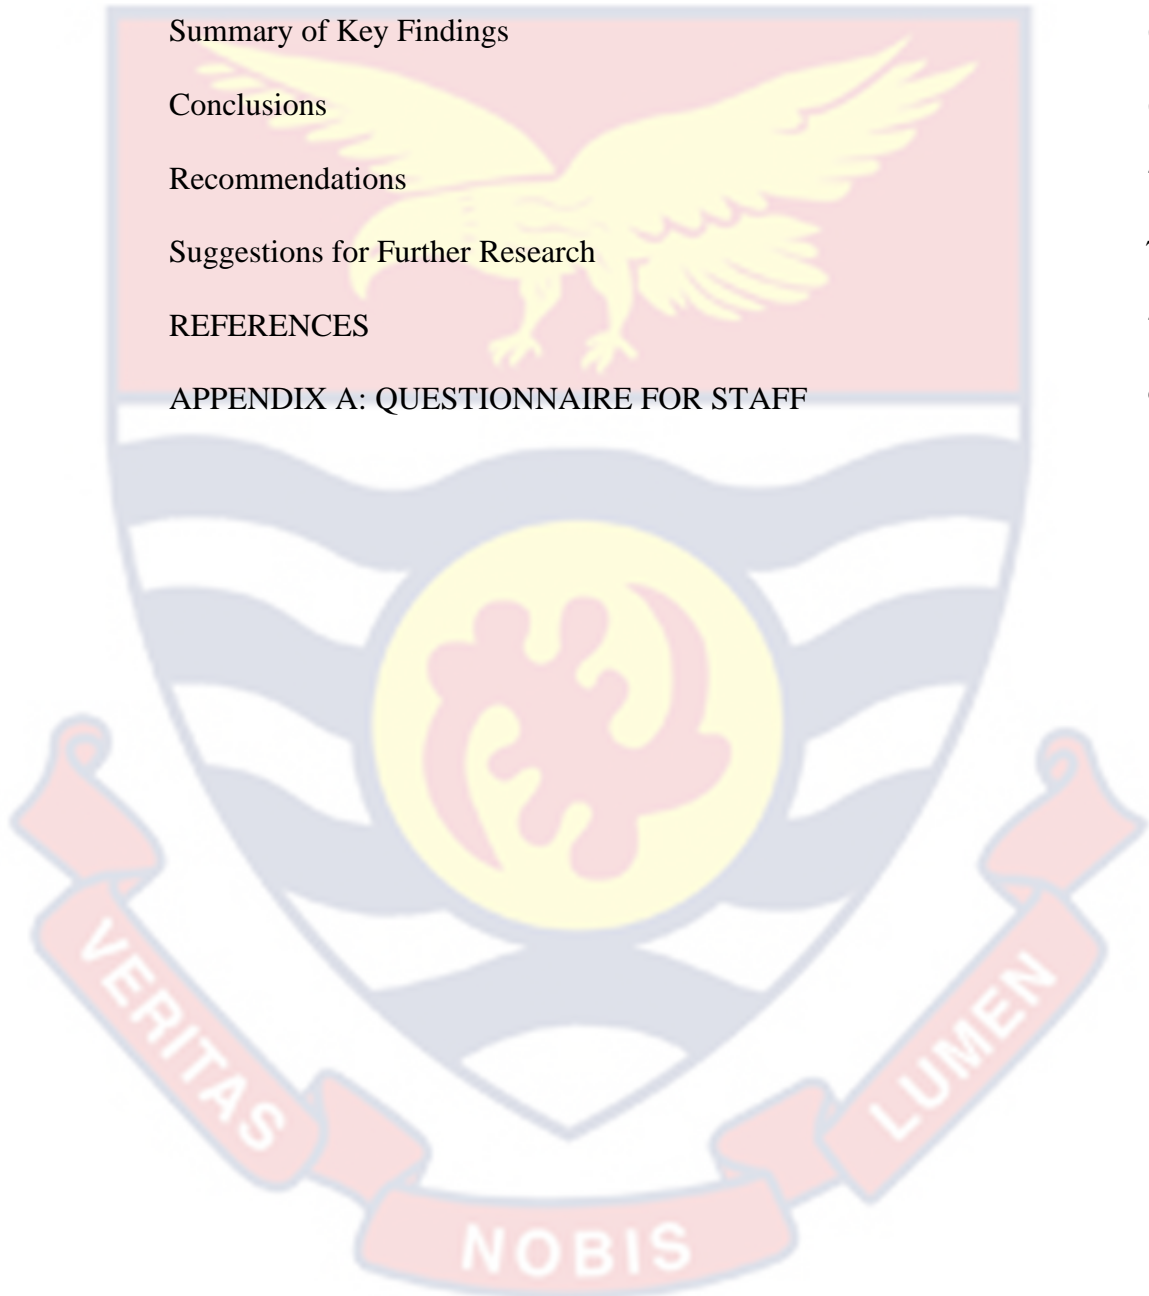 Summary of Key Findings
Conclusions
Recommendations
Suggestions for Further Research
REFERENCES
APPENDIX A: QUESTIONNAIRE FOR STAFF
VERITAS
NOBIS
LUMEN